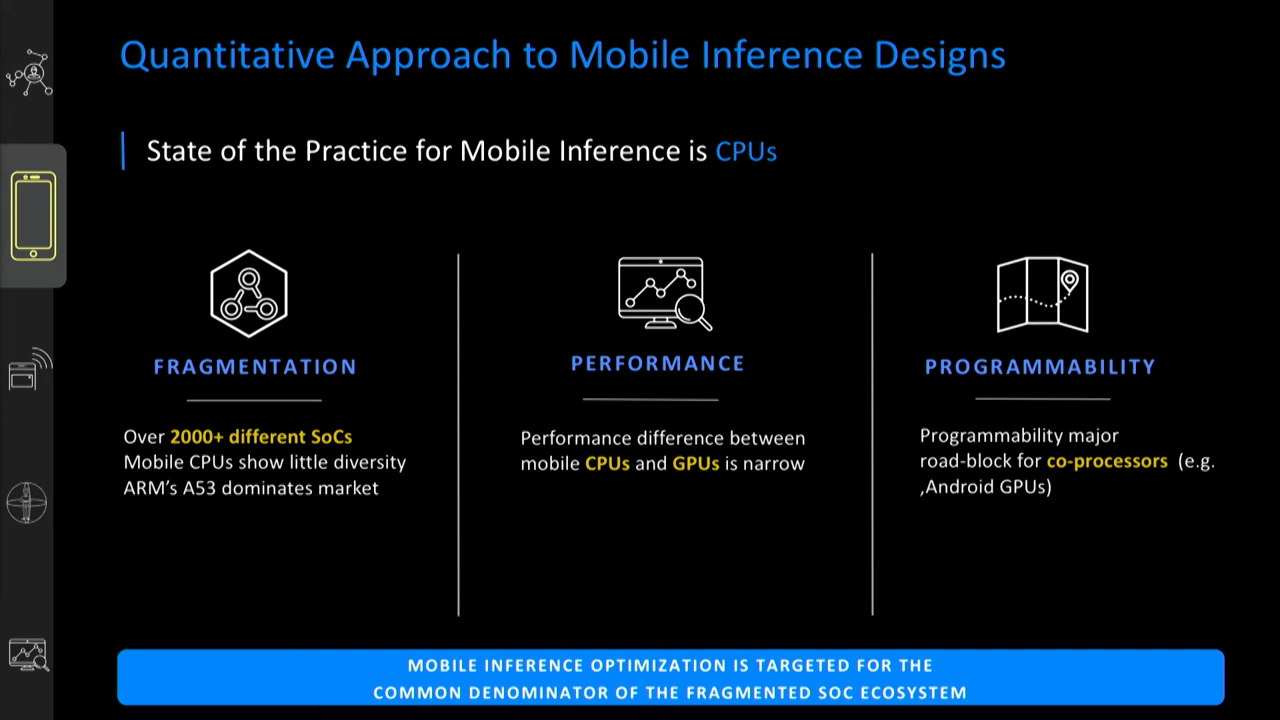 Quantitative Approach to Mobile Inference Designs
State of the Practice for Mobile Inference is CPUs
FRAGMENTATION
Over 2000+ different SoCs
Mobile CPUs show little diversity
ARM's A53 dominates market
PERFORMANCE
Performance difference between
mobile CPUs and GPUs is narrow
PROGRAMMABILITY
Programmability major
road-block for co-processors (e.g.
,Android GPUs)
MOBILE INFERENCE OPTIMIZATION IS TARGETED FOR THE
COMMON DENOMINATOR OF THE FRAGMENTED SOC ECOSYSTEM